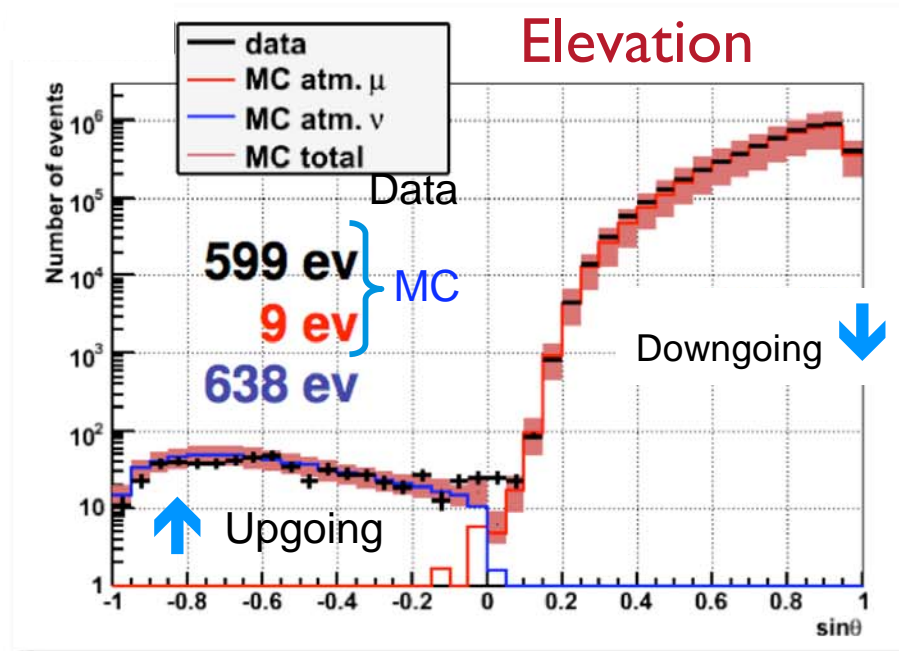 Elevation
data
MC atm. μ
MC atm. ν
MC total
Number of events
10⁶
10⁵
10⁴
10³
10²
10
1
Data
599 ev
9 ev
MC
638 ev
Downgoing
Upgoing
-1 -0.8 -0.6 -0.4 -0.2 0 0.2 0.4 0.6 0.8 1
sinθ